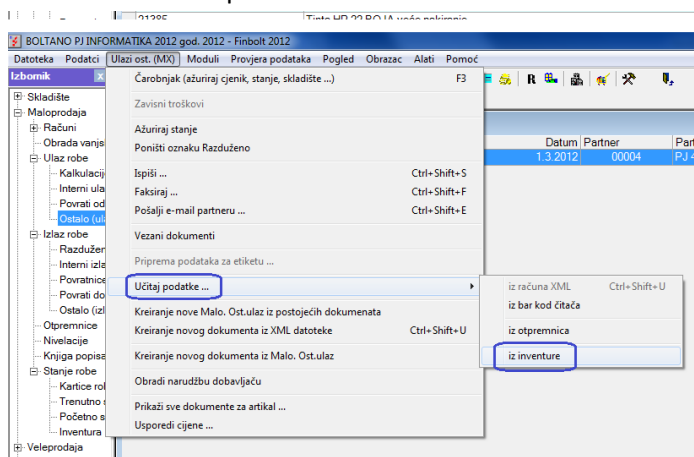 21385
Tinta HP 22 BOJA veće pakiranje
BOLTANO PJ INFORMATIKA 2012 god. 2012 - Finbolt 2012
Datoteka Podatci Ulazi ost. (MX) Moduli Provjera podataka Pogled Obrazac Alati Pomoć
Izbornik x
Čarobnjak (ažuriraj cjenik, stanje, skladište ...) F3
R
Skladište
Zavisni troškovi
Maloprodaja
Računi
Ažuriraj stanje
Obrada vanjs
Poništi oznaku Razduženo
Datum Partner Part
Ulaz robe
1.3.2012 00004 PJ 4
Kalkulacij
Ispiši ... Ctrl+Shift+S
Interni ula
Faksiraj ... Ctrl+Shift+F
Povrati od
Pošalji e-mail partneru ... Ctrl+Shift+E
Ostalo (ula
Izlaz robe
Vezani dokumenti
Razdužen
Interni izla
Priprema podataka za etiketu ...
Povratnice
Učitaj podatke ...
iz računa XML Ctrl+Shift+U
Povrati do
iz bar kod čitača
Ostalo (izl
Kreiranje nove Malo. Ost.ulaz iz postojećih dokumenata
Otpremnice
Kreiranje novog dokumenta iz XML datoteke Ctrl+Shift+U
iz otpremnica
Nivelacije
Knjiga popisa
Kreiranje novog dokumenta iz Malo. Ost.ulaz
iz inventure
Stanje robe
Obradi narudžbu dobavljaču
Kartice rob
Trenutno s
Prikaži sve dokumente za artikal ...
Početno s
Usporedi cijene ...
Inventura
Veleprodaja